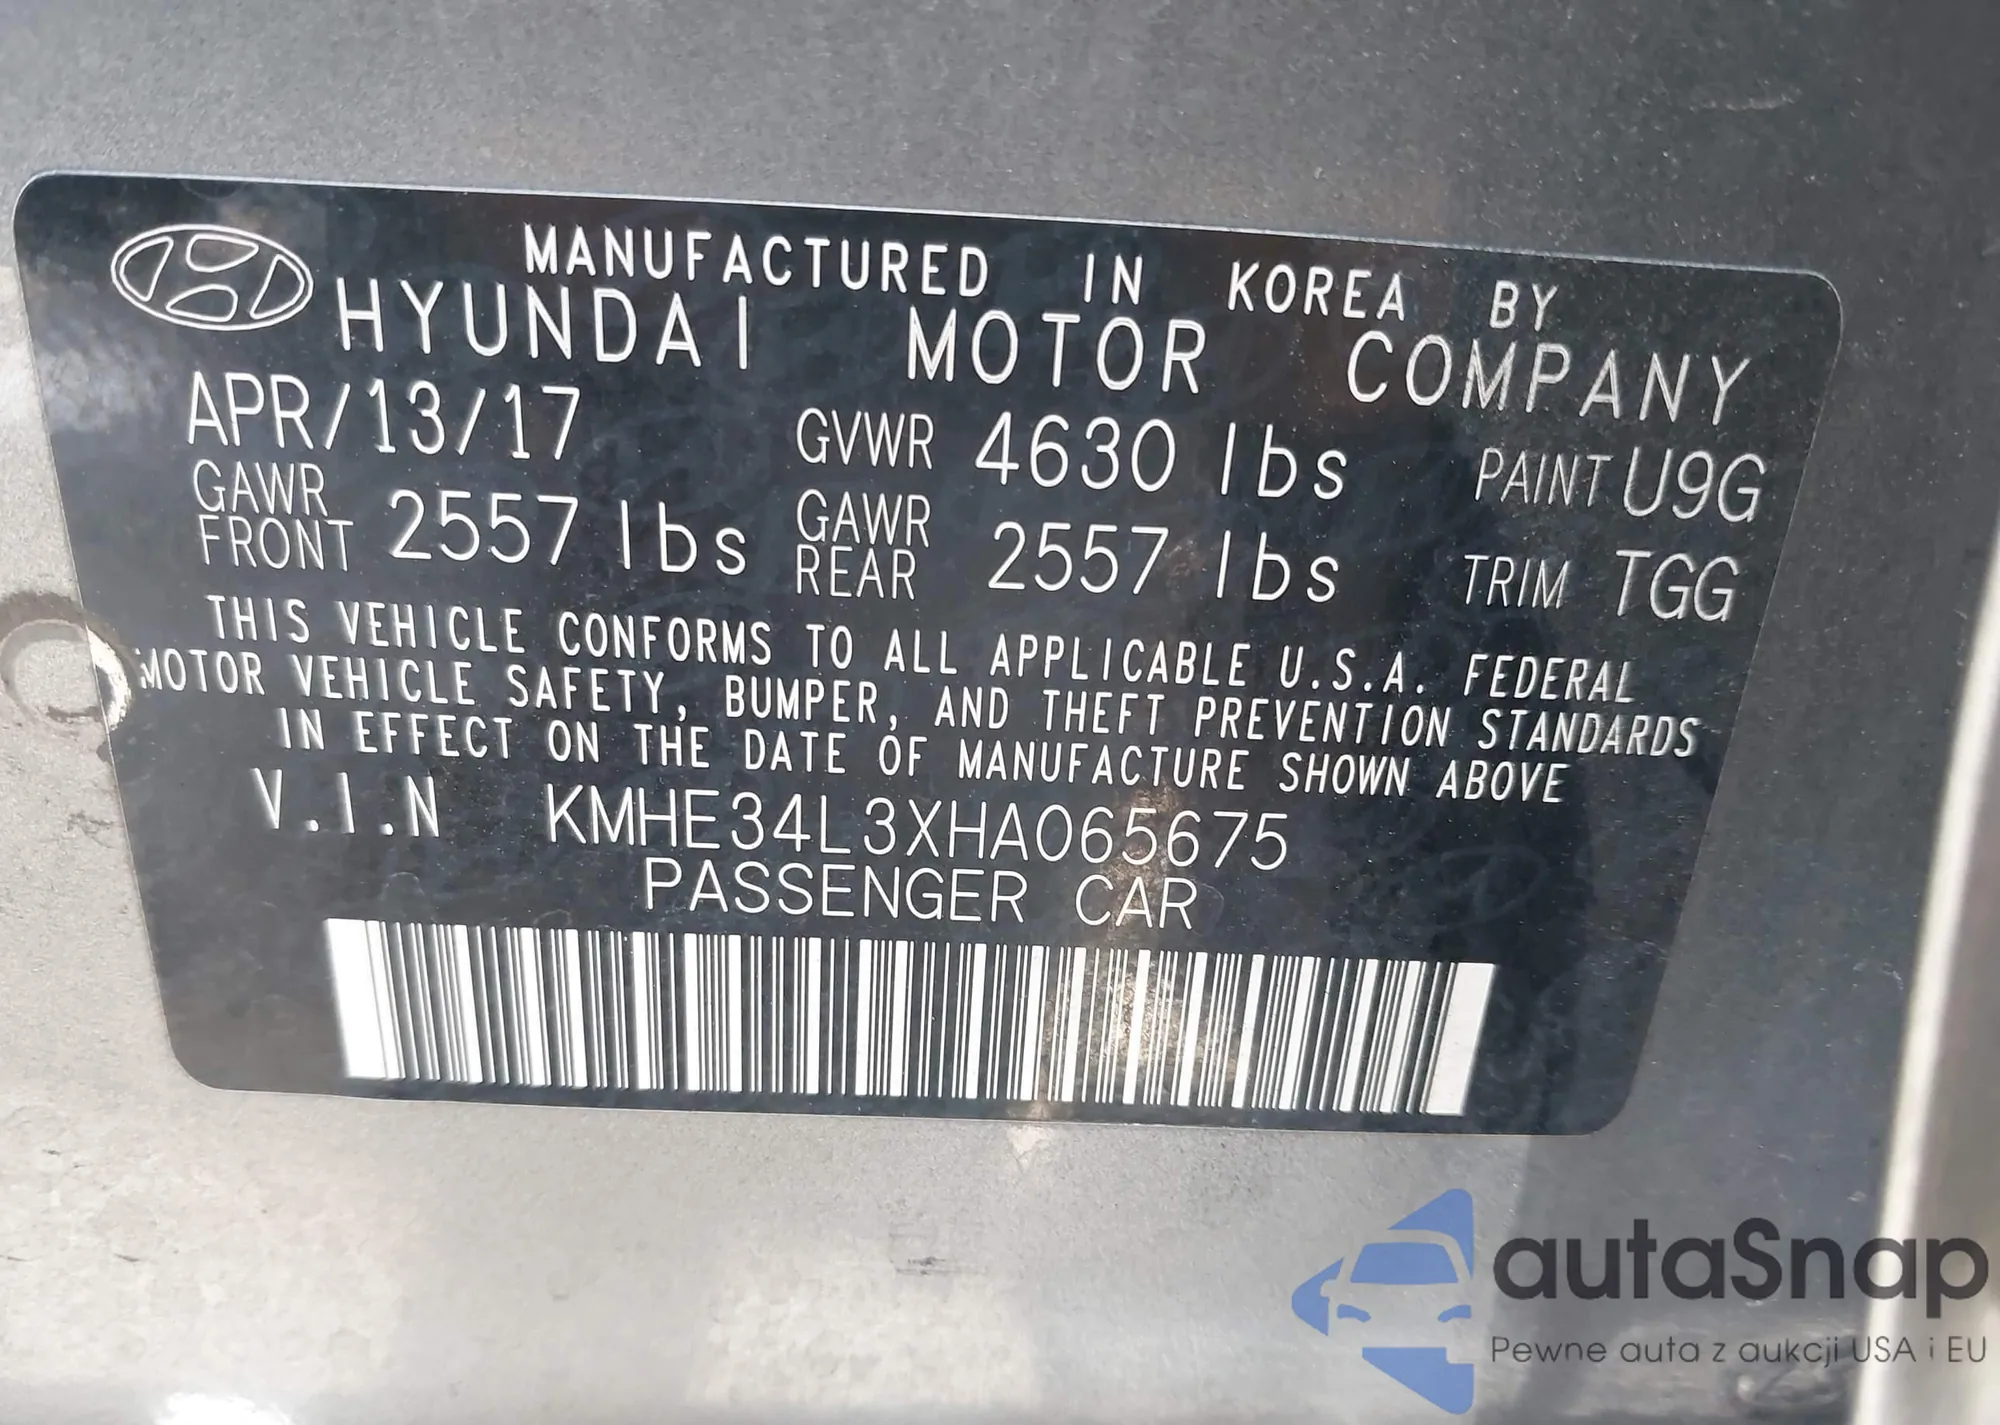 MANUFACTURED IN KOREA BY
HYUNDAI MOTOR COMPANY
APR/13/17 GVWR 4630 lbs PAINT U9G
GAWR FRONT 2557 lbs GAWR REAR 2557 lbs TRIM TGG
THIS VEHICLE CONFORMS TO ALL APPLICABLE U.S.A. FEDERAL
MOTOR VEHICLE SAFETY, BUMPER, AND THEFT PREVENTION STANDARDS
IN EFFECT ON THE DATE OF MANUFACTURE SHOWN ABOVE
V.I.N KMHE34L3XHA065675
PASSENGER CAR
autaSnap
Pewne auta z aukcji USA i EU